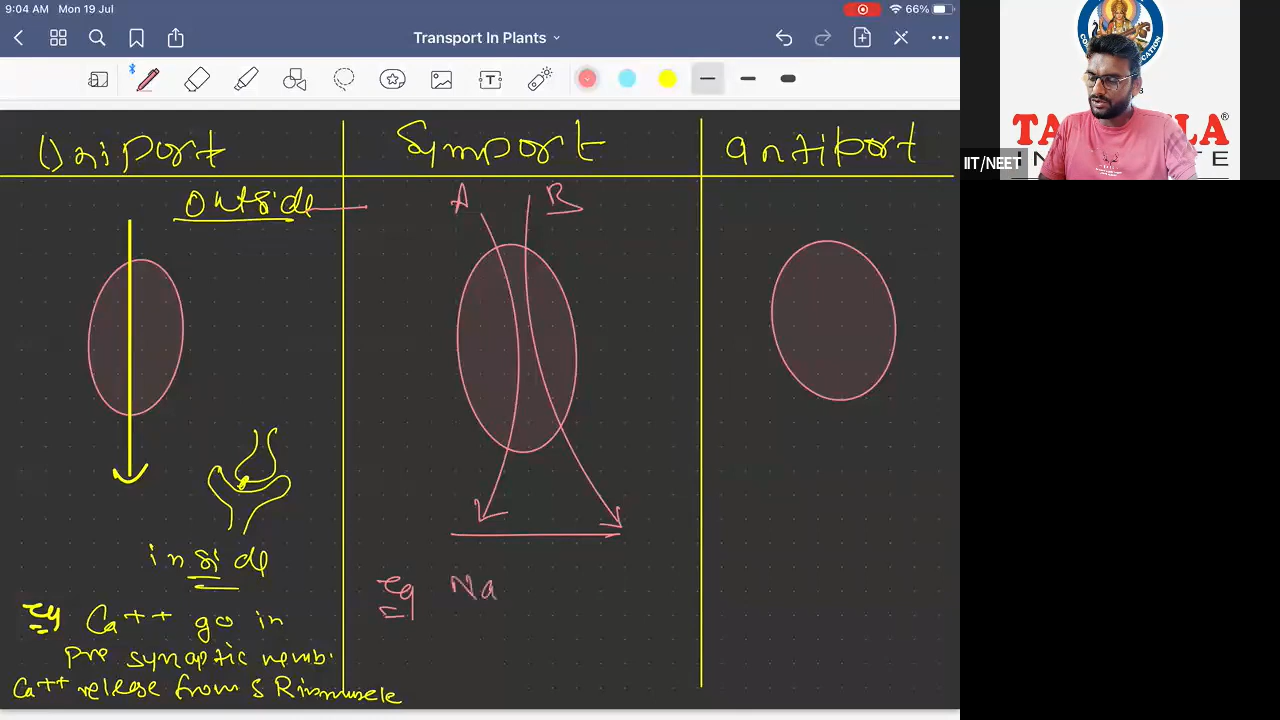 9:04 AM Mon 19 Jul
66%
Transport In Plants
T
Uniport
Symport
antiport
outside
A
B
inside
Eg Ca++ go in
pre synaptic memb.
Ca++ release from SR in muscle
Eg Na
IIT/NEET